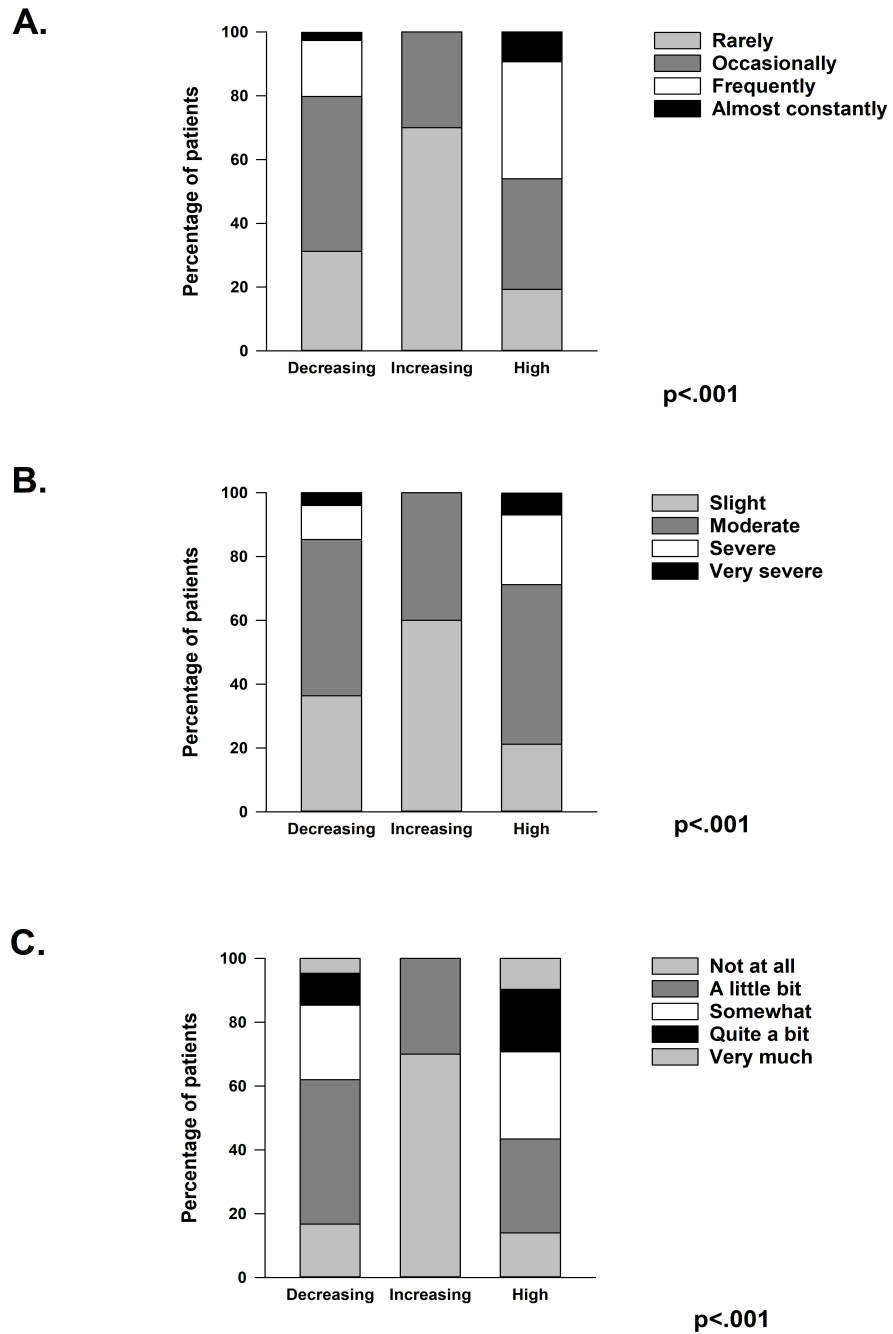 A.
Percentage of patients
100
80
60
40
20
0
Decreasing Increasing High
Rarely
Occasionally
Frequently
Almost constantly
p<.001
B.
Percentage of patients
100
80
60
40
20
0
Decreasing Increasing High
Slight
Moderate
Severe
Very severe
p<.001
C.
Percentage of patients
100
80
60
40
20
0
Decreasing Increasing High
Not at all
A little bit
Somewhat
Quite a bit
Very much
p<.001